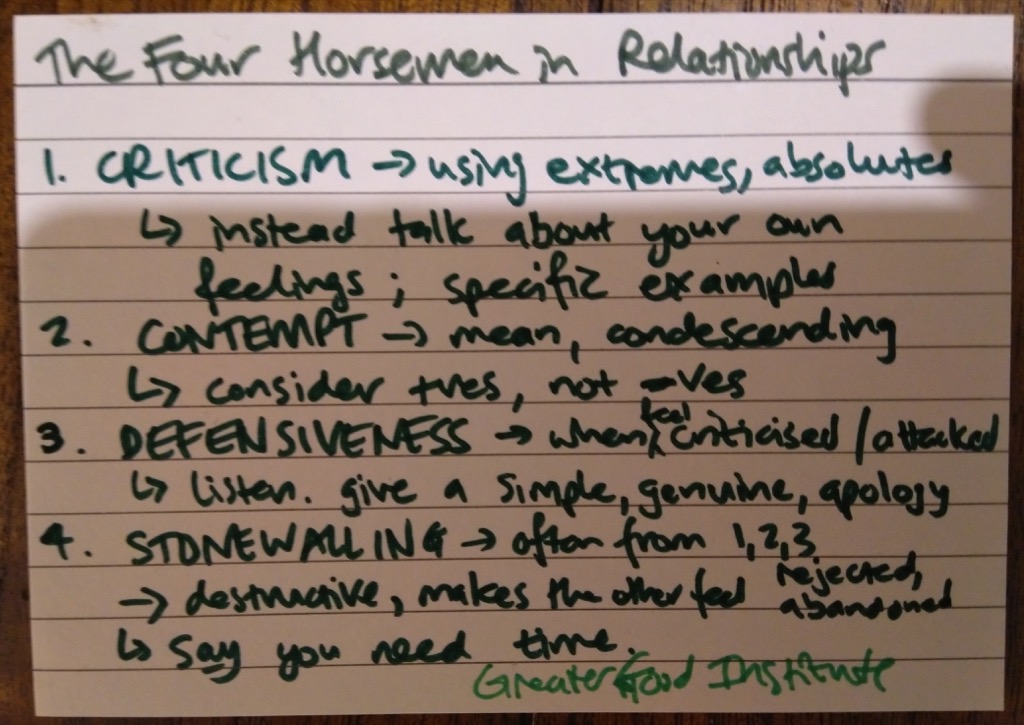 The Four Horsemen in Relationships
1. CRITICISM → using extremes, absolutes
↳ instead talk about your own
feelings ; specific examples
2. CONTEMPT → mean, condescending
↳ consider +ves, not -ves
3. DEFENSIVENESS → when feel criticised / attacked
↳ listen. give a simple, genuine, apology
4. STONEWALLING → often from 1,2,3
→ destructive, makes the other feel rejected, abandoned
↳ say you need time.
Greater Good Institute